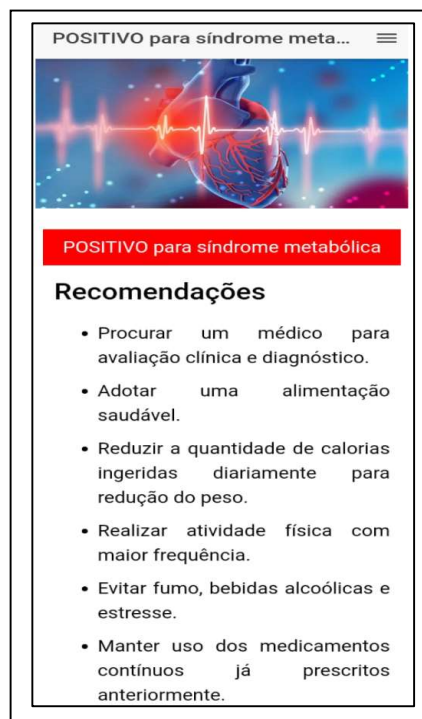 POSITIVO para síndrome meta...
POSITIVO para síndrome metabólica
Recomendações
• Procurar um médico para
avaliação clínica e diagnóstico.
• Adotar uma alimentação
saudável.
• Reduzir a quantidade de calorias
ingeridas diariamente para
redução do peso.
• Realizar atividade física com
maior frequência.
• Evitar fumo, bebidas alcoólicas e
estresse.
• Manter uso dos medicamentos
contínuos já prescritos
anteriormente.